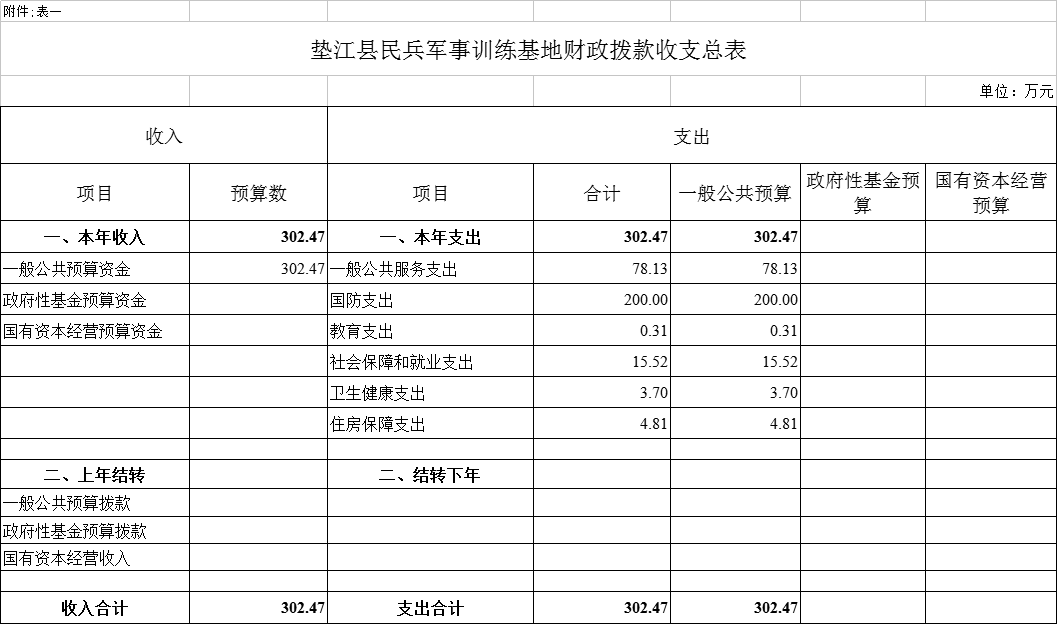 附件:表一
垫江县民兵军事训练基地财政拨款收支总表
单位：万元
收入 支出
项目 预算数 项目 合计 一般公共预算 政府性基金预算 国有资本经营预算
一、本年收入 302.47 一、本年支出 302.47 302.47
一般公共预算资金 302.47 一般公共服务支出 78.13 78.13
政府性基金预算资金 国防支出 200.00 200.00
国有资本经营预算资金 教育支出 0.31 0.31
社会保障和就业支出 15.52 15.52
卫生健康支出 3.70 3.70
住房保障支出 4.81 4.81
二、上年结转 二、结转下年
一般公共预算拨款
政府性基金预算拨款
国有资本经营收入
收入合计 302.47 支出合计 302.47 302.47